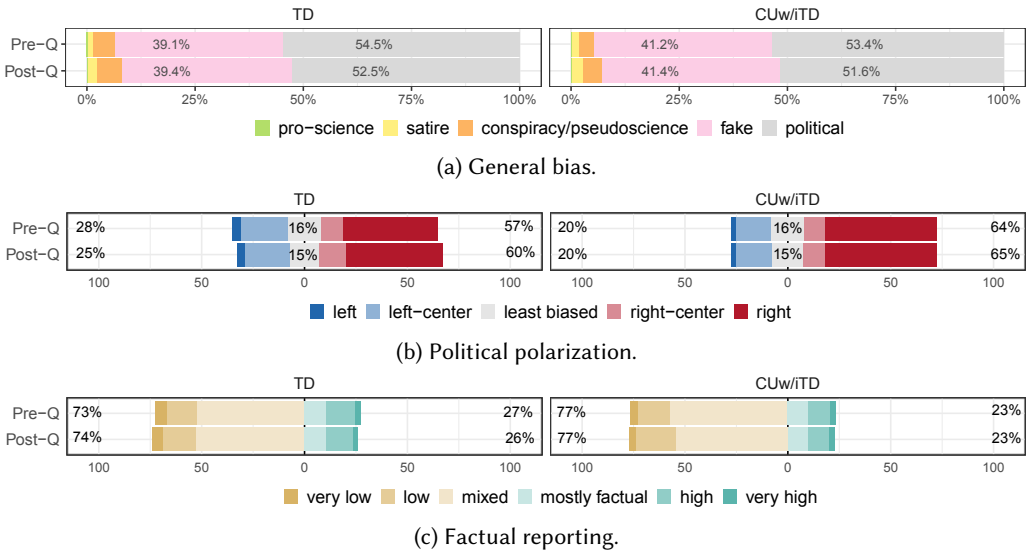 TD CUw/iTD
Pre−Q 39.1% 54.5% 41.2% 53.4%
Post−Q 39.4% 52.5% 41.4% 51.6%
0% 25% 50% 75% 100% 0% 25% 50% 75% 100%
pro−science satire conspiracy/pseudoscience fake political
(a) General bias.
TD CUw/iTD
Pre−Q 28% 16% 57% 20% 16% 64%
Post−Q 25% 15% 60% 20% 15% 65%
100 50 0 50 100 100 50 0 50 100
left left−center least biased right−center right
(b) Political polarization.
TD CUw/iTD
Pre−Q 73% 27% 77% 23%
Post−Q 74% 26% 77% 23%
100 50 0 50 100 100 50 0 50 100
very low low mixed mostly factual high very high
(c) Factual reporting.